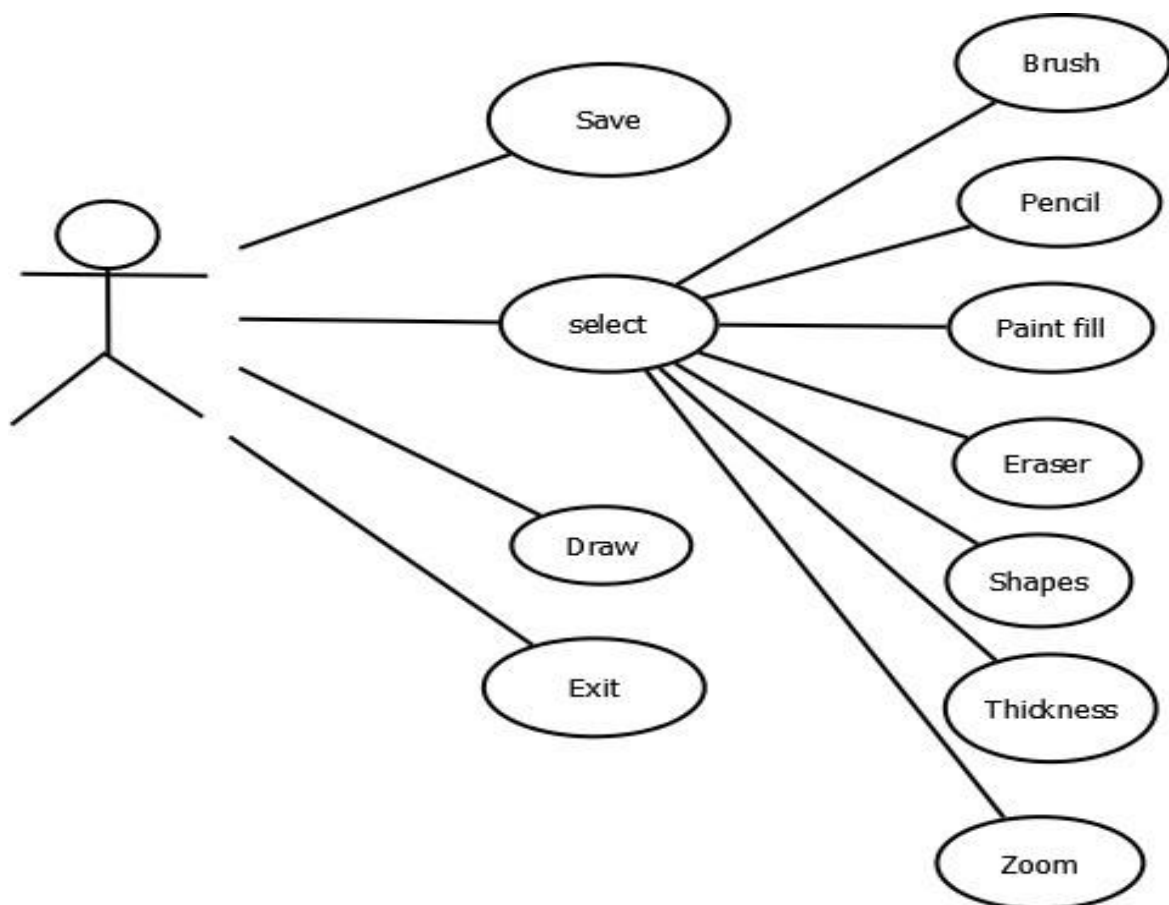 Save
select
Draw
Exit
Brush
Pencil
Paint fill
Eraser
Shapes
Thickness
Zoom